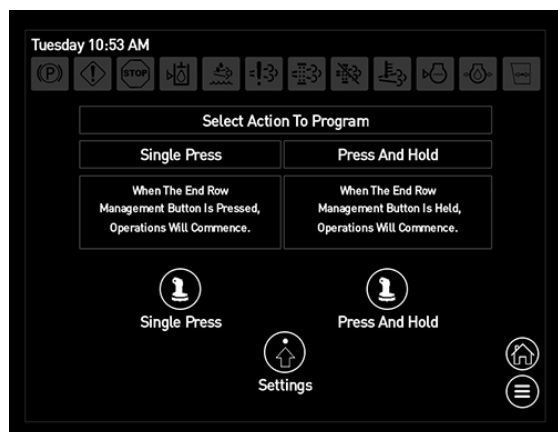 Tuesday 10:53 AM
(P)
STOP
Select Action To Program
Single Press
Press And Hold
When The End Row
Management Button Is Pressed,
Operations Will Commence.
When The End Row
Management Button Is Held,
Operations Will Commence.
Single Press
Press And Hold
Settings